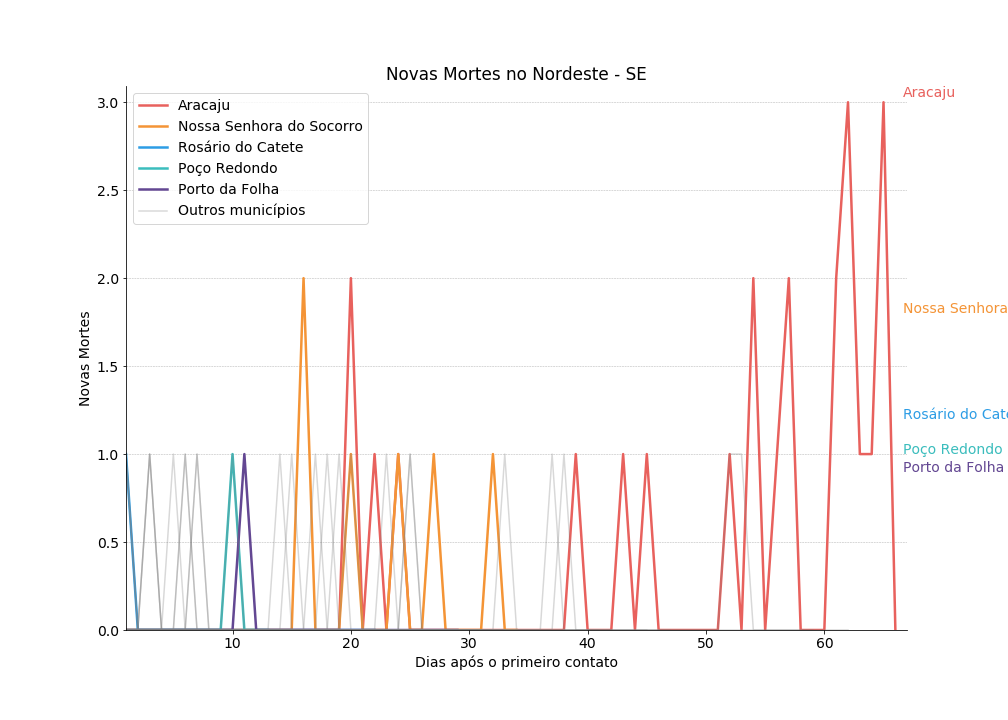 Novas Mortes no Nordeste - SE
Aracaju
Nossa Senhora do Socorro
Rosário do Catete
Poço Redondo
Porto da Folha
Outros municípios
Novas Mortes
3.0
2.5
2.0
1.5
1.0
0.5
0.0
10
20
30
40
50
60
Dias após o primeiro contato
Aracaju
Nossa Senhora
Rosário do Cate
Poço Redondo
Porto da Folha